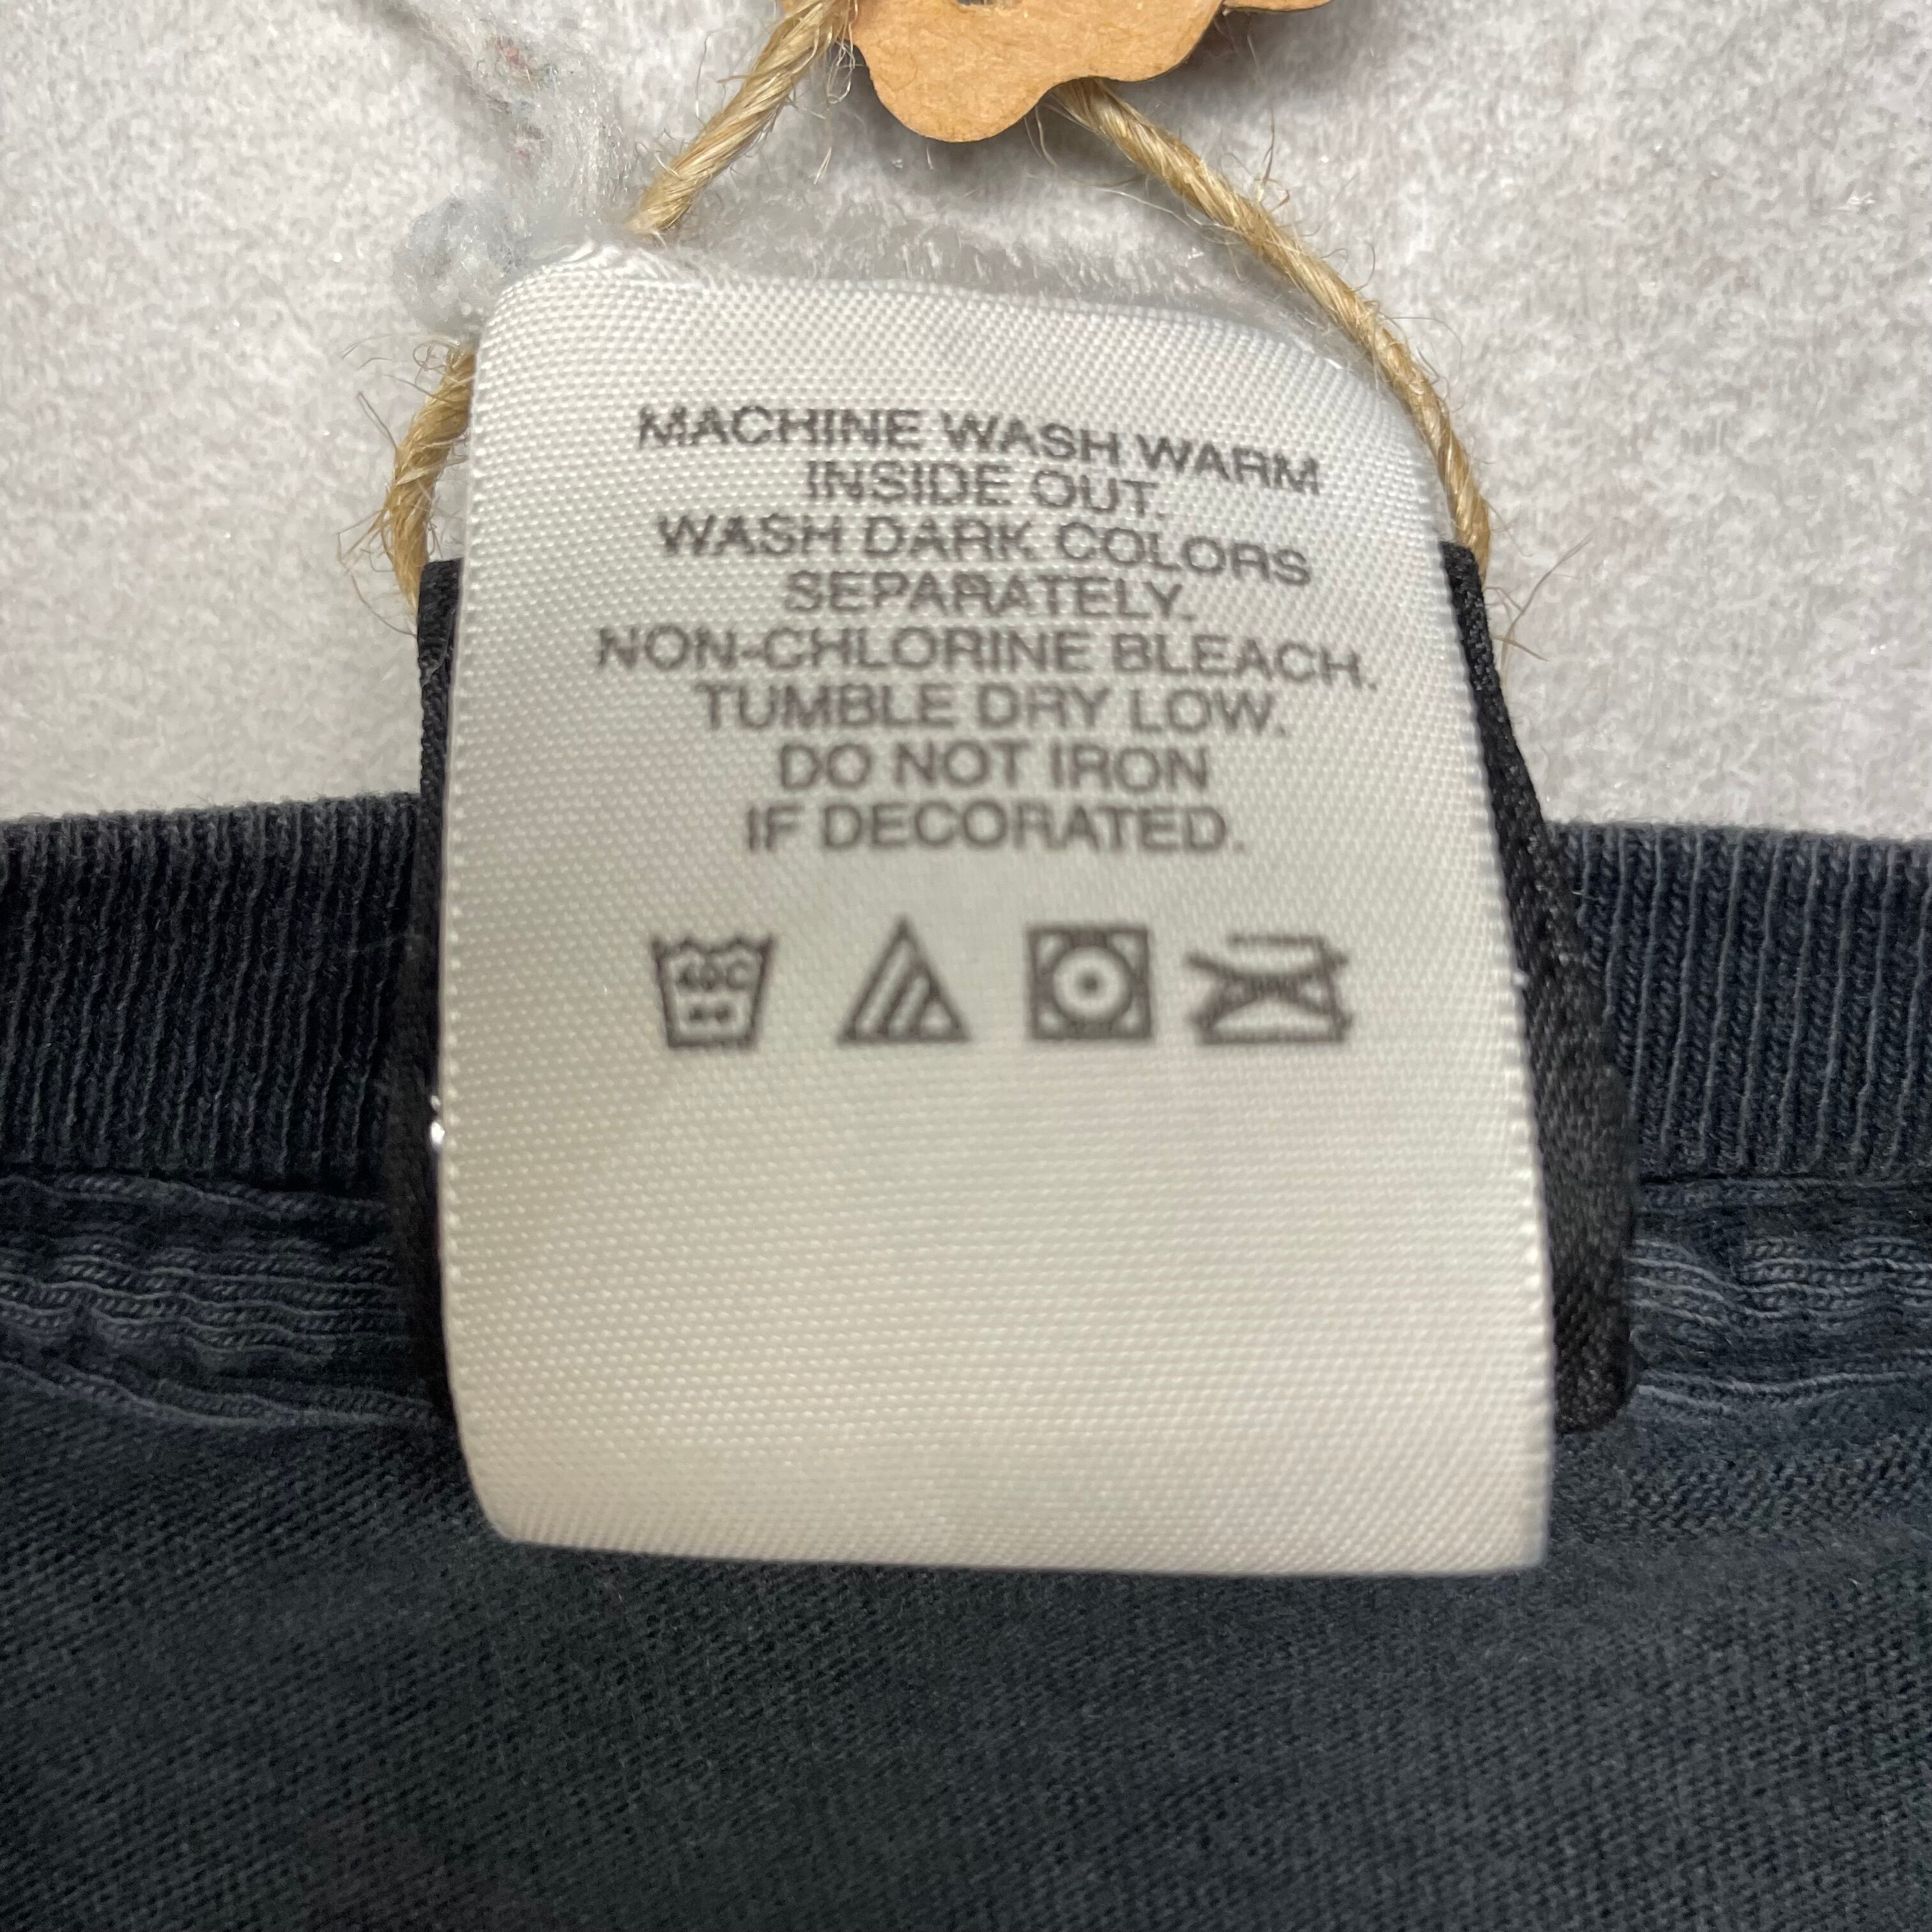 MACHINE WASH WARM
INSIDE OUT.
WASH DARK COLORS
SEPARATELY.
NON-CHLORINE BLEACH.
TUMBLE DRY LOW.
DO NOT IRON
IF DECORATED.
40C